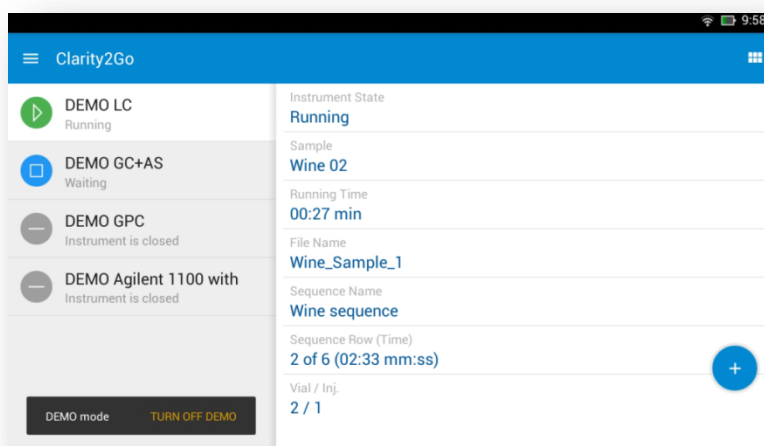 9:58
Clarity2Go
DEMO LC
Running
DEMO GC+AS
Waiting
DEMO GPC
Instrument is closed
DEMO Agilent 1100 with
Instrument is closed
DEMO mode TURN OFF DEMO
Instrument State
Running
Sample
Wine 02
Running Time
00:27 min
File Name
Wine_Sample_1
Sequence Name
Wine sequence
Sequence Row (Time)
2 of 6 (02:33 mm:ss)
Vial / Inj.
2 / 1